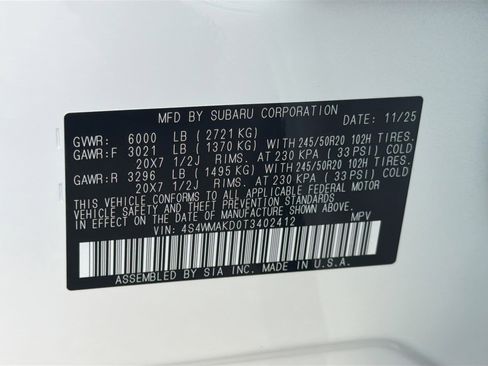 MFD BY SUBARU CORPORATION DATE: 11/25
GVWR: 6000 LB (2721 KG)
GAWR:F 3021 LB (1370 KG) WITH 245/50R20 102H TIRES.
20X7 1/2J RIMS. AT 230 KPA ( 33 PSI) COLD
GAWR:R 3296 LB (1495 KG) WITH 245/50R20 102H TIRES.
20X7 1/2J RIMS. AT 230 KPA ( 33 PSI) COLD
THIS VEHICLE CONFORMS TO ALL APPLICABLE FEDERAL MOTOR
VEHICLE SAFETY AND THEFT PREVENTION STANDARDS IN
EFFECT ON THE DATE OF MANUFACTURE SHOWN ABOVE.
VIN: 4S4WMAKD0T3402412 MPV
ASSEMBLED BY SIA INC. MADE IN U.S.A.